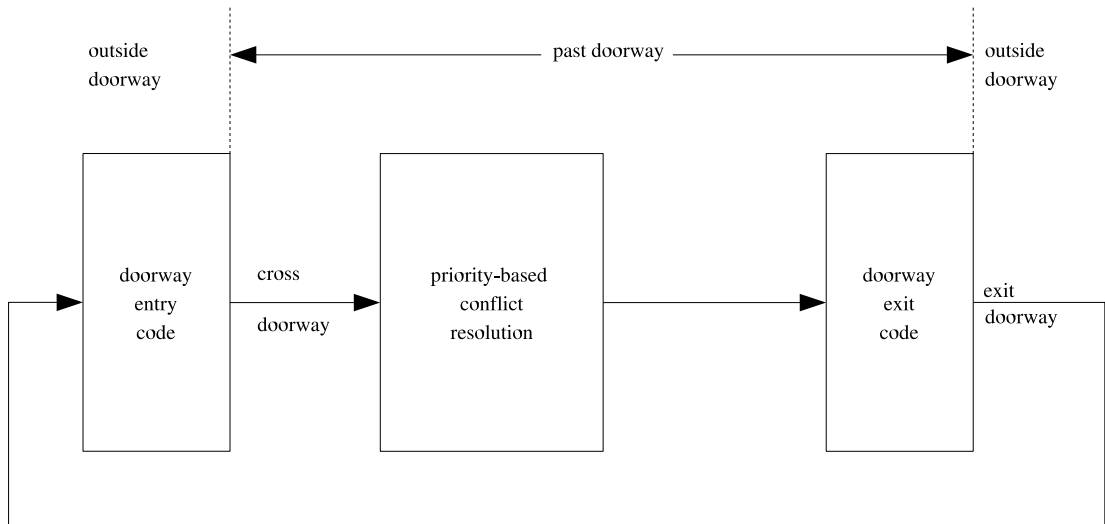 outside
doorway
past doorway
outside
doorway
doorway
entry
code
cross
doorway
priority-based
conflict
resolution
doorway
exit
code
exit
doorway